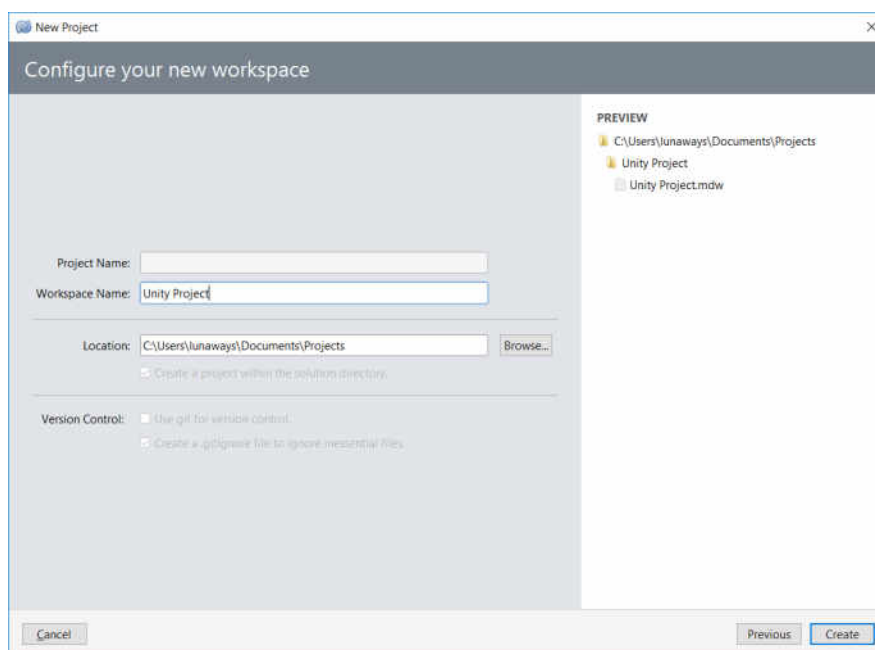 New Project
Configure your new workspace
PREVIEW
C:\Users\lunaways\Documents\Projects
Unity Project
Unity Project.mdw
Project Name:
Workspace Name: Unity Project
Location: C:\Users\lunaways\Documents\Projects Browse...
Create a project within the solution directory.
Version Control: Use git for version control.
Create a .gitignore file to ignore inessential files.
Cancel Previous Create